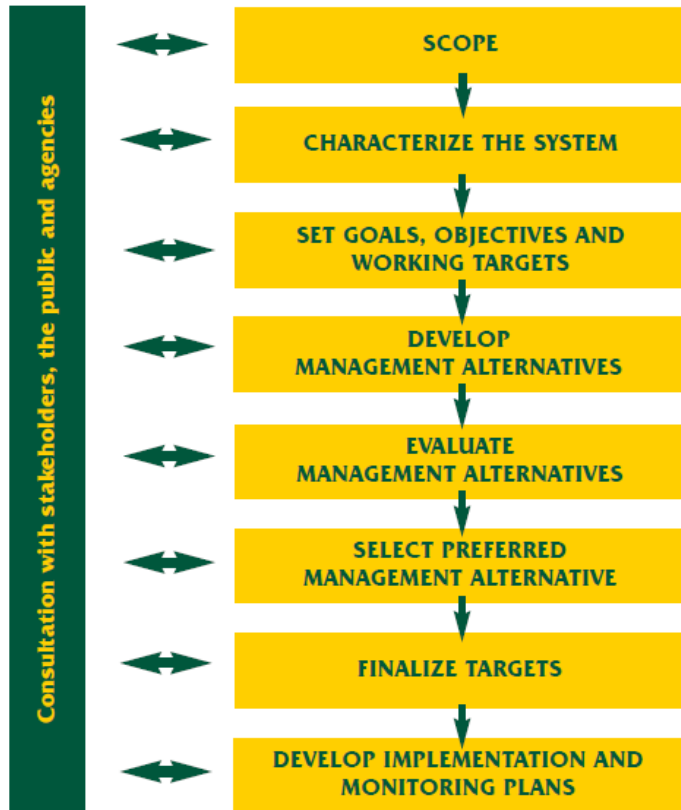 Consultation with stakeholders, the public and agencies
SCOPE
CHARACTERIZE THE SYSTEM
SET GOALS, OBJECTIVES AND
WORKING TARGETS
DEVELOP
MANAGEMENT ALTERNATIVES
EVALUATE
MANAGEMENT ALTERNATIVES
SELECT PREFERRED
MANAGEMENT ALTERNATIVE
FINALIZE TARGETS
DEVELOP IMPLEMENTATION AND
MONITORING PLANS